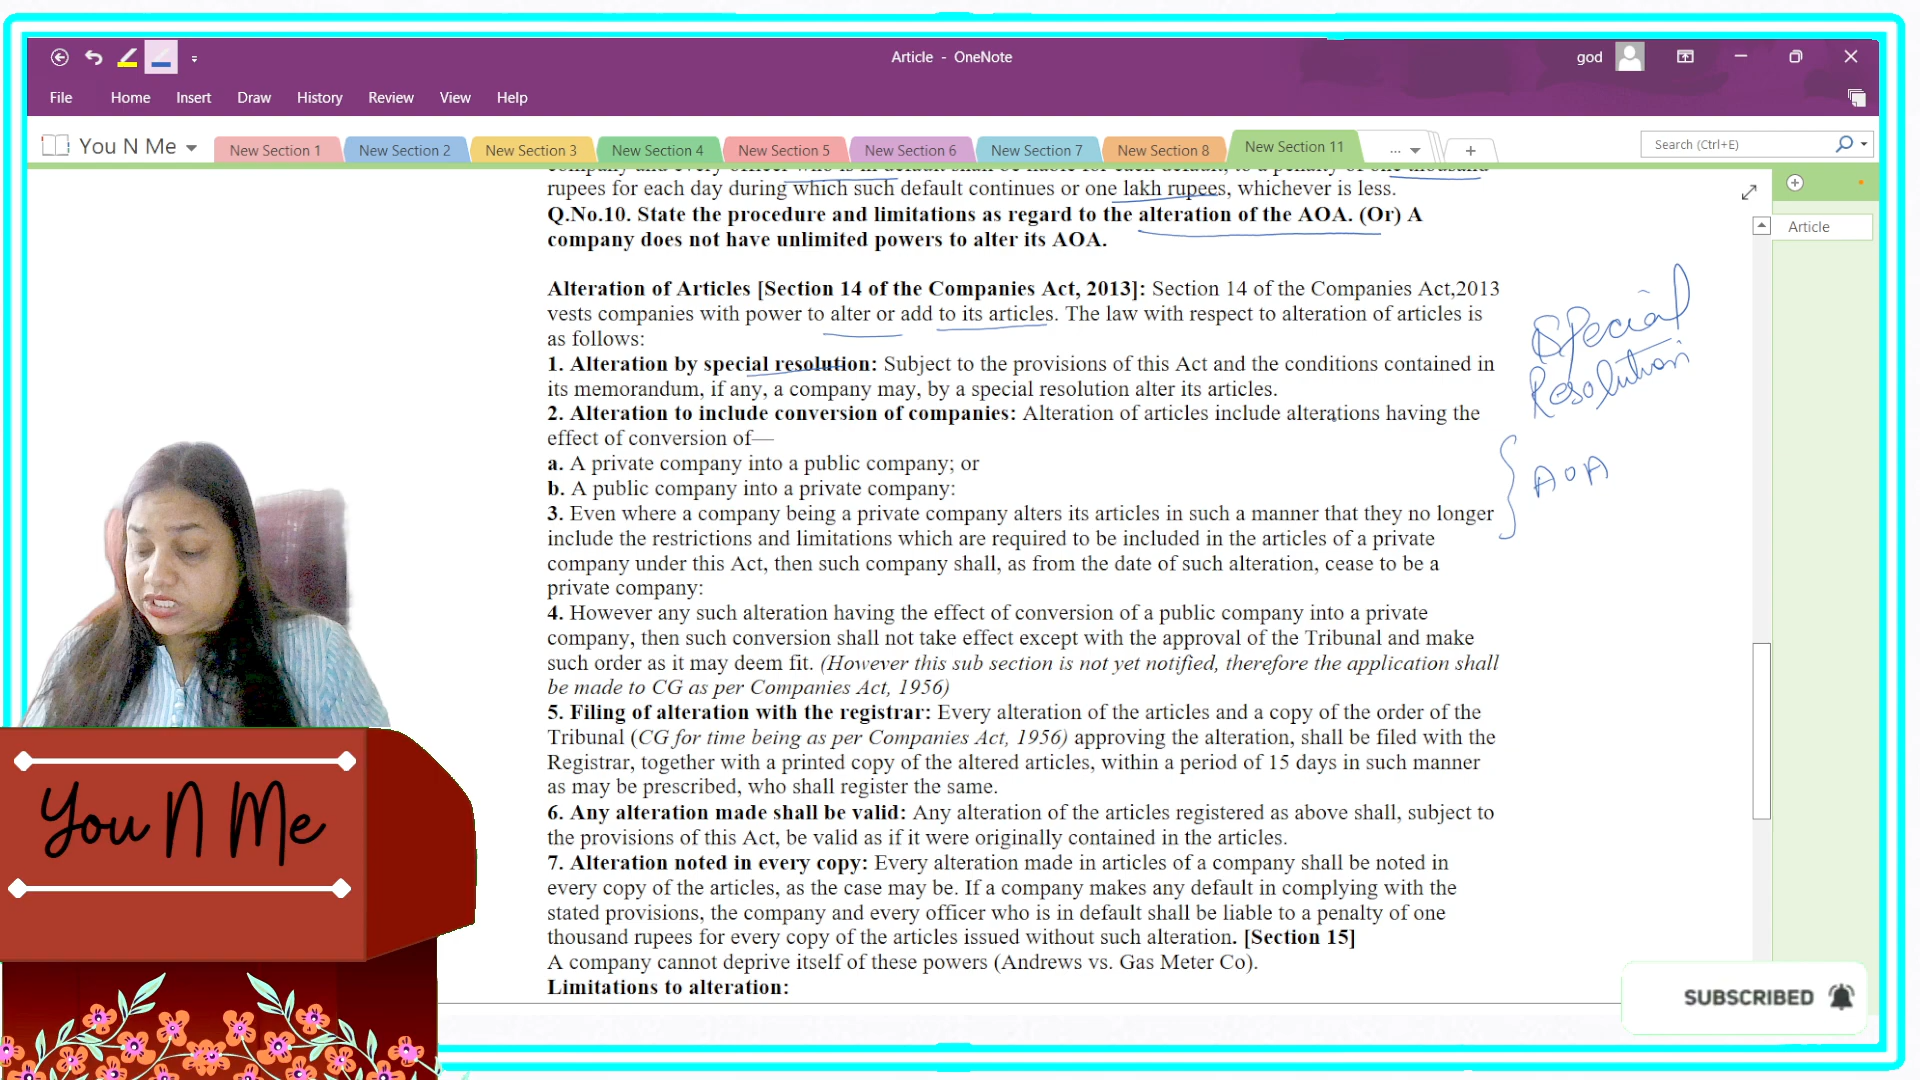 Article - OneNote
god
File Home Insert Draw History Review View Help
You N Me
New Section 1 New Section 2 New Section 3 New Section 4 New Section 5 New Section 6 New Section 7 New Section 8 New Section 11 ... +
Search (Ctrl+E)
Article
company and every officer who is in default shall be liable for each default, to a penalty of one thousand
rupees for each day during which such default continues or one lakh rupees, whichever is less.
Q.No.10. State the procedure and limitations as regard to the alteration of the AOA. (Or) A
company does not have unlimited powers to alter its AOA.
Alteration of Articles [Section 14 of the Companies Act, 2013]: Section 14 of the Companies Act,2013
vests companies with power to alter or add to its articles. The law with respect to alteration of articles is
as follows:
1. Alteration by special resolution: Subject to the provisions of this Act and the conditions contained in
its memorandum, if any, a company may, by a special resolution alter its articles.
2. Alteration to include conversion of companies: Alteration of articles include alterations having the
effect of conversion of—
a. A private company into a public company; or
b. A public company into a private company:
3. Even where a company being a private company alters its articles in such a manner that they no longer
include the restrictions and limitations which are required to be included in the articles of a private
company under this Act, then such company shall, as from the date of such alteration, cease to be a
private company:
4. However any such alteration having the effect of conversion of a public company into a private
company, then such conversion shall not take effect except with the approval of the Tribunal and make
such order as it may deem fit. (However this sub section is not yet notified, therefore the application shall
be made to CG as per Companies Act, 1956)
5. Filing of alteration with the registrar: Every alteration of the articles and a copy of the order of the
Tribunal (CG for time being as per Companies Act, 1956) approving the alteration, shall be filed with the
Registrar, together with a printed copy of the altered articles, within a period of 15 days in such manner
as may be prescribed, who shall register the same.
6. Any alteration made shall be valid: Any alteration of the articles registered as above shall, subject to
the provisions of this Act, be valid as if it were originally contained in the articles.
7. Alteration noted in every copy: Every alteration made in articles of a company shall be noted in
every copy of the articles, as the case may be. If a company makes any default in complying with the
stated provisions, the company and every officer who is in default shall be liable to a penalty of one
thousand rupees for every copy of the articles issued without such alteration. [Section 15]
A company cannot deprive itself of these powers (Andrews vs. Gas Meter Co).
Limitations to alteration:
Special
Resolution
AOA
You N Me
SUBSCRIBED